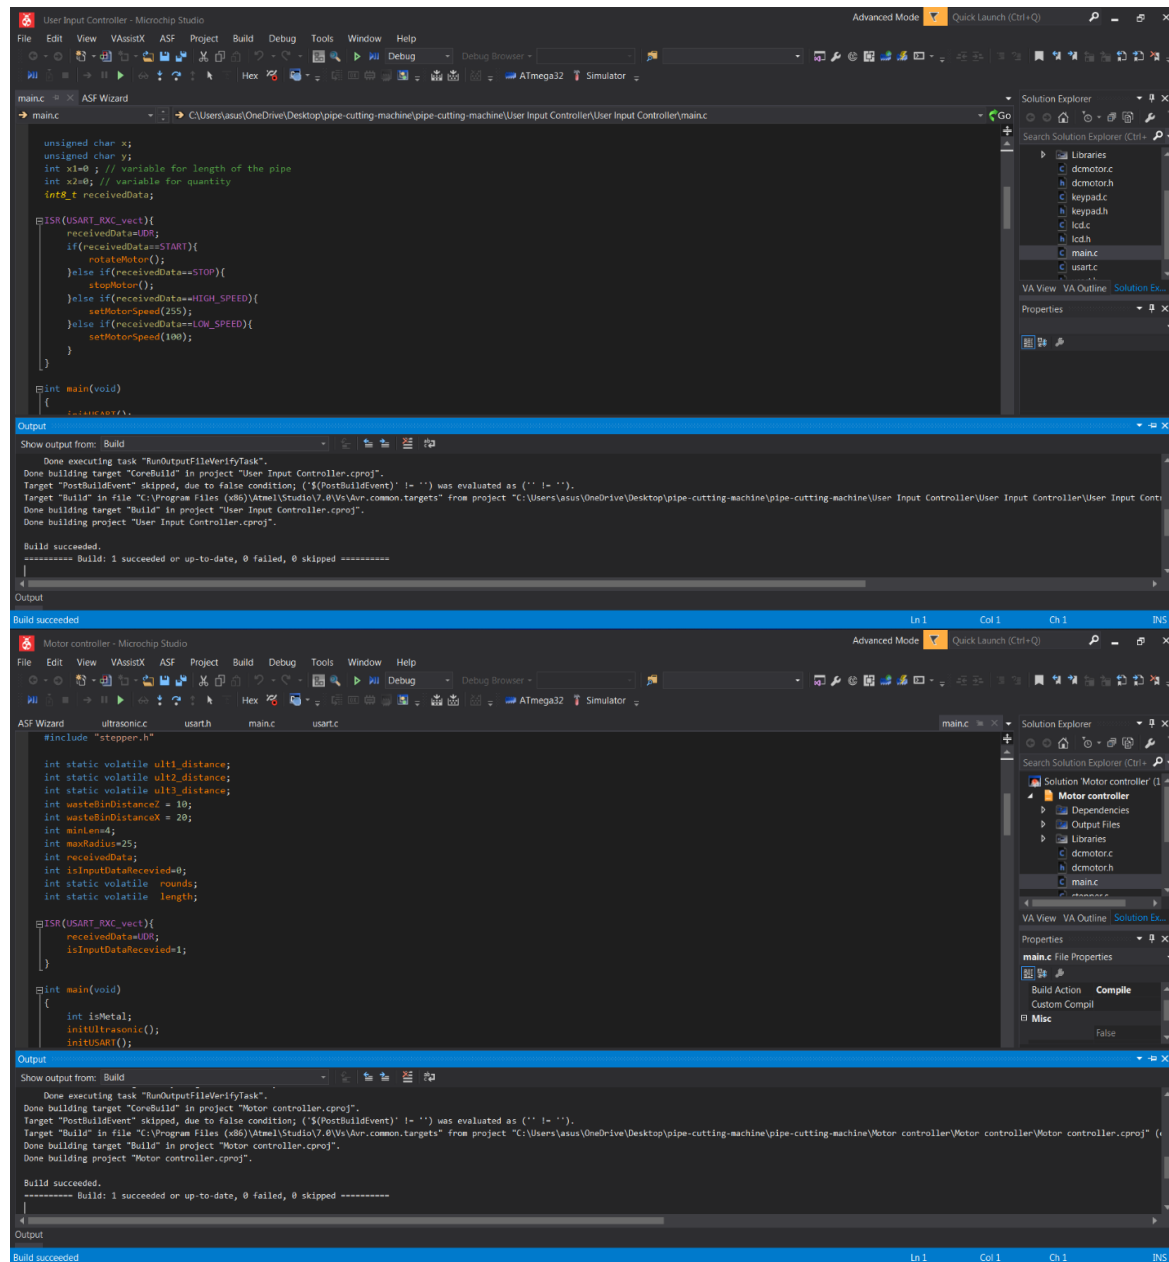 User Input Controller - Microchip Studio
Advanced Mode
Quick Launch (Ctrl+Q)
File Edit View VAssistX ASF Project Build Debug Tools Window Help
Debug
Debug Browser
Hex
ATmega32
Simulator
main.c
ASF Wizard
main.c
C:\Users\asus\OneDrive\Desktop\pipe-cutting-machine\pipe-cutting-machine\User Input Controller\User Input Controller\main.c
Go
unsigned char x;
unsigned char y;
int x1=0 ; // variable for length of the pipe
int x2=0; // variable for quantity
int8_t receivedData;
ISR(USART_RXC_vect){
receivedData=UDR;
if(receivedData==START){
rotateMotor();
}else if(receivedData==STOP){
stopMotor();
}else if(receivedData==HIGH_SPEED){
setMotorSpeed(255);
}else if(receivedData==LOW_SPEED){
setMotorSpeed(100);
}
}
int main(void)
{
initUSART();
Solution Explorer
Search Solution Explorer (Ctrl+
Libraries
dcmotor.c
dcmotor.h
keypad.c
keypad.h
lcd.c
lcd.h
main.c
usart.c
VA View VA Outline Solution Ex...
Properties
Output
Show output from: Build
Done executing task "RunOutputFileVerifyTask".
Done building target "CoreBuild" in project "User Input Controller.cproj".
Target "PostBuildEvent" skipped, due to false condition; ('$(PostBuildEvent)' != '') was evaluated as ('' != '').
Target "Build" in file "C:\Program Files (x86)\Atmel\Studio\7.0\Vs\Avr.common.targets" from project "C:\Users\asus\OneDrive\Desktop\pipe-cutting-machine\pipe-cutting-machine\User Input Controller\User Input Controller\User Input Contr
Done building target "Build" in project "User Input Controller.cproj".
Done building project "User Input Controller.cproj".
Build succeeded.
========== Build: 1 succeeded or up-to-date, 0 failed, 0 skipped ==========
Output
Build succeeded
Ln 1 Col 1 Ch 1 INS
Motor controller - Microchip Studio
Advanced Mode
Quick Launch (Ctrl+Q)
File Edit View VAssistX ASF Project Build Debug Tools Window Help
Debug
Debug Browser
Hex
ATmega32
Simulator
ASF Wizard ultrasonic.c usart.h main.c usart.c
main.c
#include "stepper.h"
int static volatile ult1_distance;
int static volatile ult2_distance;
int static volatile ult3_distance;
int wasteBinDistanceZ = 10;
int wasteBinDistanceX = 20;
int minLen=4;
int maxRadius=25;
int receivedData;
int isInputDataRecevied=0;
int static volatile rounds;
int static volatile length;
ISR(USART_RXC_vect){
receivedData=UDR;
isInputDataRecevied=1;
}
int main(void)
{
int isMetal;
initUltrasonic();
initUSART();
Solution Explorer
Search Solution Explorer (Ctrl+
Solution 'Motor controller' (1
Motor controller
Dependencies
Output Files
Libraries
dcmotor.c
dcmotor.h
main.c
VA View VA Outline Solution Ex...
Properties
main.c File Properties
Build Action Compile
Custom Compil
Misc
False
Output
Show output from: Build
Done executing task "RunOutputFileVerifyTask".
Done building target "CoreBuild" in project "Motor controller.cproj".
Target "PostBuildEvent" skipped, due to false condition; ('$(PostBuildEvent)' != '') was evaluated as ('' != '').
Target "Build" in file "C:\Program Files (x86)\Atmel\Studio\7.0\Vs\Avr.common.targets" from project "C:\Users\asus\OneDrive\Desktop\pipe-cutting-machine\pipe-cutting-machine\Motor controller\Motor controller\Motor controller.cproj" (
Done building target "Build" in project "Motor controller.cproj".
Done building project "Motor controller.cproj".
Build succeeded.
========== Build: 1 succeeded or up-to-date, 0 failed, 0 skipped ==========
Output
Build succeeded
Ln 1 Col 1 Ch 1 INS